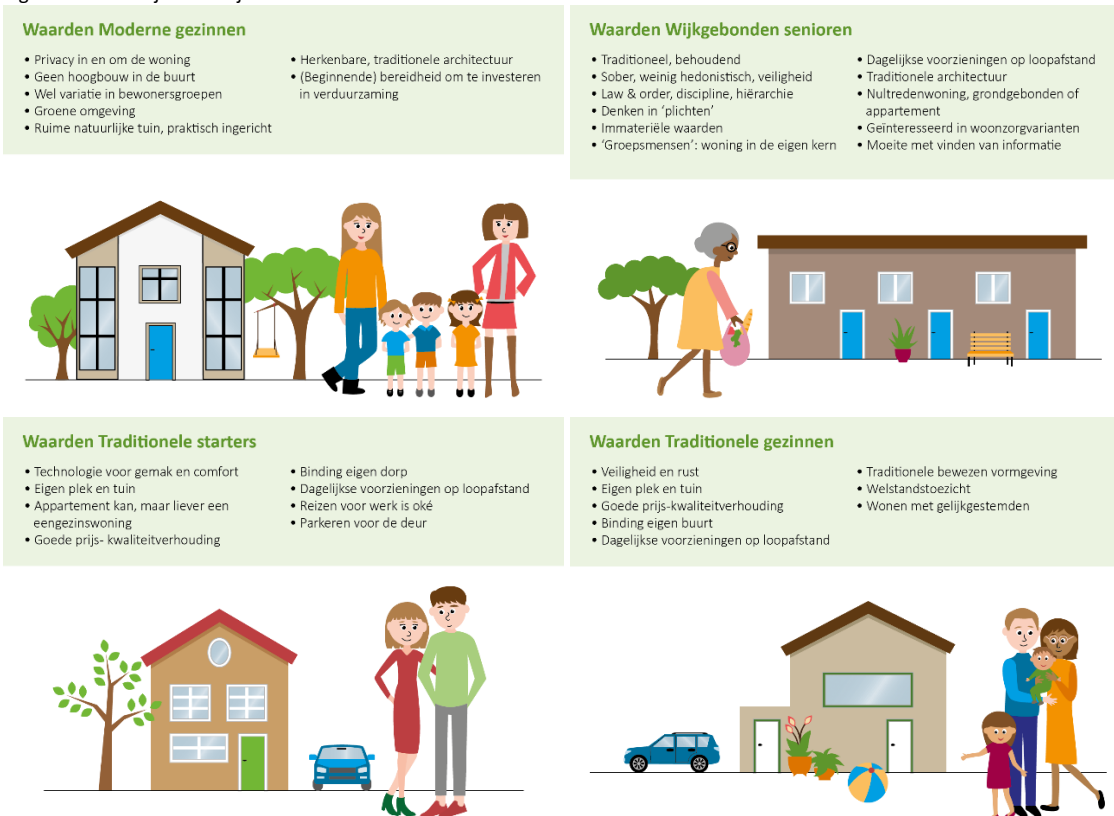 Waarden Moderne gezinnen
• Privacy in en om de woning
• Geen hoogbouw in de buurt
• Wel variatie in bewonersgroepen
• Groene omgeving
• Ruime natuurlijke tuin, praktisch ingericht
• Herkenbare, traditionele architectuur
• (Beginnende) bereidheid om te investeren
in verduurzaming
Waarden Wijkgebonden senioren
• Traditioneel, behoudend
• Sober, weinig hedonistisch, veiligheid
• Law & order, discipline, hiërarchie
• Denken in ‘plichten’
• Immateriële waarden
• ‘Groepsmensen’: woning in de eigen kern
• Dagelijkse voorzieningen op loopafstand
• Traditionele architectuur
• Nultredenwoning, grondgebonden of
appartement
• Geïnteresseerd in woonzorgvarianten
• Moeite met vinden van informatie
Waarden Traditionele starters
• Technologie voor gemak en comfort
• Eigen plek en tuin
• Appartement kan, maar liever een
eengezinswoning
• Goede prijs- kwaliteitverhouding
• Binding eigen dorp
• Dagelijkse voorzieningen op loopafstand
• Reizen voor werk is oké
• Parkeren voor de deur
Waarden Traditionele gezinnen
• Veiligheid en rust
• Eigen plek en tuin
• Goede prijs-kwaliteitverhouding
• Binding eigen buurt
• Dagelijkse voorzieningen op loopafstand
• Traditionele bewezen vormgeving
• Welstandstoezicht
• Wonen met gelijkgestemden